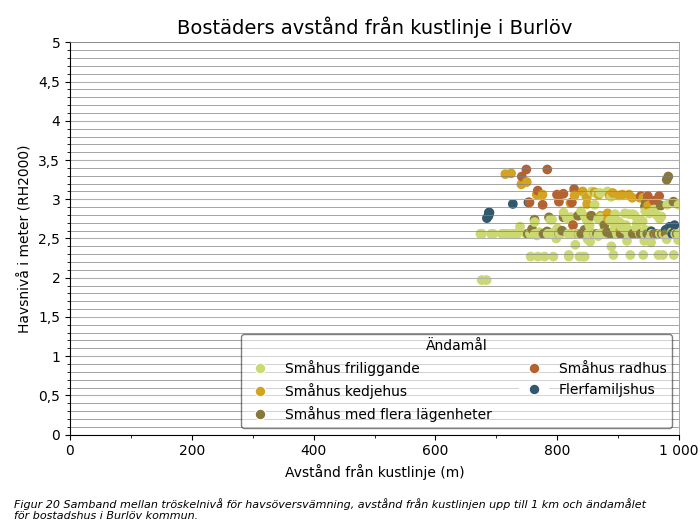 Bostäders avstånd från kustlinje i Burlöv
5
4,5
4
3,5
3
2,5
2
1,5
1
0,5
0
Havsnivå i meter (RH2000)
Ändamål
Småhus friliggande
Småhus kedjehus
Småhus med flera lägenheter
Småhus radhus
Flerfamiljshus
0 200 400 600 800 1 000
Avstånd från kustlinje (m)
Figur 20 Samband mellan tröskelnivå för havsöversvämning, avstånd från kustlinjen upp till 1 km och ändamålet
för bostadshus i Burlöv kommun.